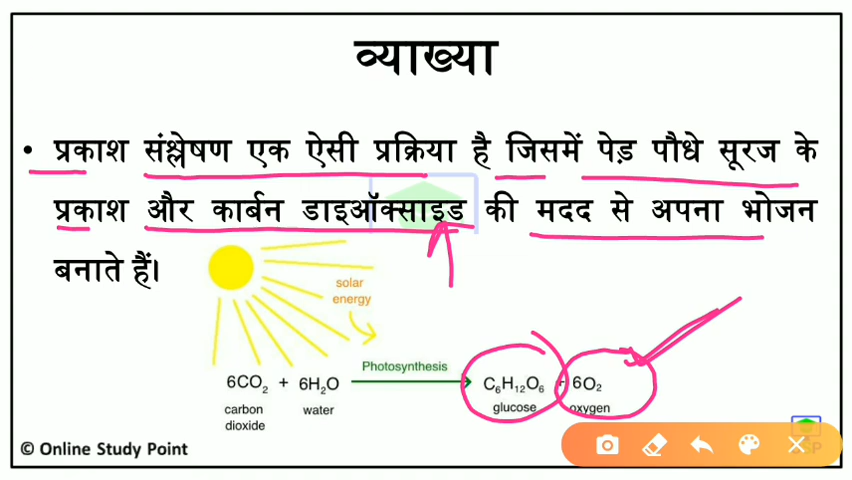 व्याख्या
• प्रकाश संश्लेषण एक ऐसी प्रक्रिया है जिसमें पेड़ पौधे सूरज के
प्रकाश और कार्बन डाइऑक्साइड की मदद से अपना भोजन
बनाते हैं।
solar
energy
Photosynthesis
6CO₂ + 6H₂O C₆H₁₂O₆ + 6O₂
carbon dioxide water glucose oxygen
© Online Study Point